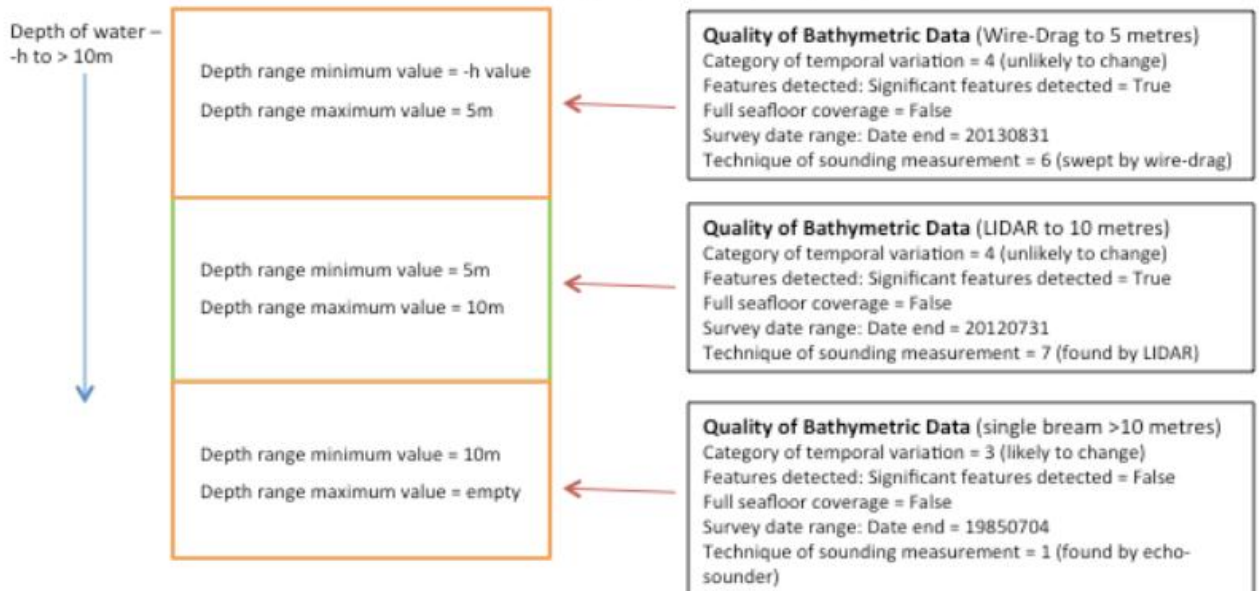 Depth of water –
-h to > 10m
Depth range minimum value = -h value
Depth range maximum value = 5m
Quality of Bathymetric Data (Wire-Drag to 5 metres)
Category of temporal variation = 4 (unlikely to change)
Features detected: Significant features detected = True
Full seafloor coverage = False
Survey date range: Date end = 20130831
Technique of sounding measurement = 6 (swept by wire-drag)
Depth range minimum value = 5m
Depth range maximum value = 10m
Quality of Bathymetric Data (LIDAR to 10 metres)
Category of temporal variation = 4 (unlikely to change)
Features detected: Significant features detected = True
Full seafloor coverage = False
Survey date range: Date end = 20120731
Technique of sounding measurement = 7 (found by LIDAR)
Depth range minimum value = 10m
Depth range maximum value = empty
Quality of Bathymetric Data (single bream >10 metres)
Category of temporal variation = 3 (likely to change)
Features detected: Significant features detected = False
Full seafloor coverage = False
Survey date range: Date end = 19850704
Technique of sounding measurement = 1 (found by echo-
sounder)